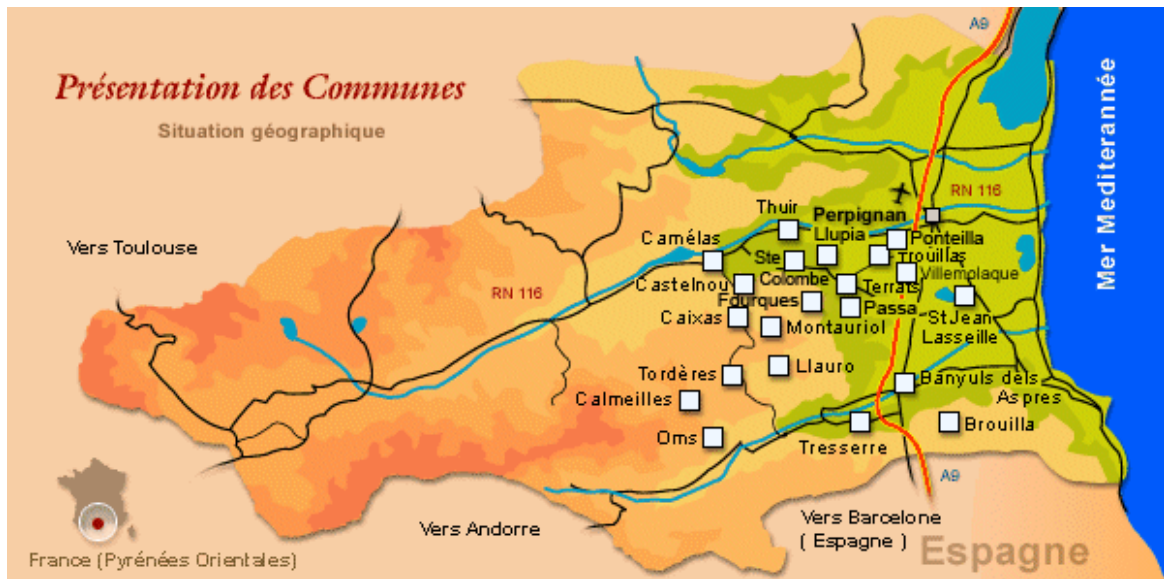 Présentation des Communes
Situation géographique
A9
Mer Mediterannée
RN 116
Thuir
Perpignan
Llupia
Ponteilla
Vers Toulouse
Camélas
Ste
Colombe
Trouillas
Villemolaque
Castelnou
Terrats
RN 116
Fourques
Passa
Caixas
Montauriol
St Jean
Lasseille
Tordères
Llauro
Banyuls dels
Aspres
Calmeilles
Oms
Tresserre
Brouilla
A9
Vers Andorre
Vers Barcelone
( Espagne )
Espagne
France (Pyrénées Orientales)